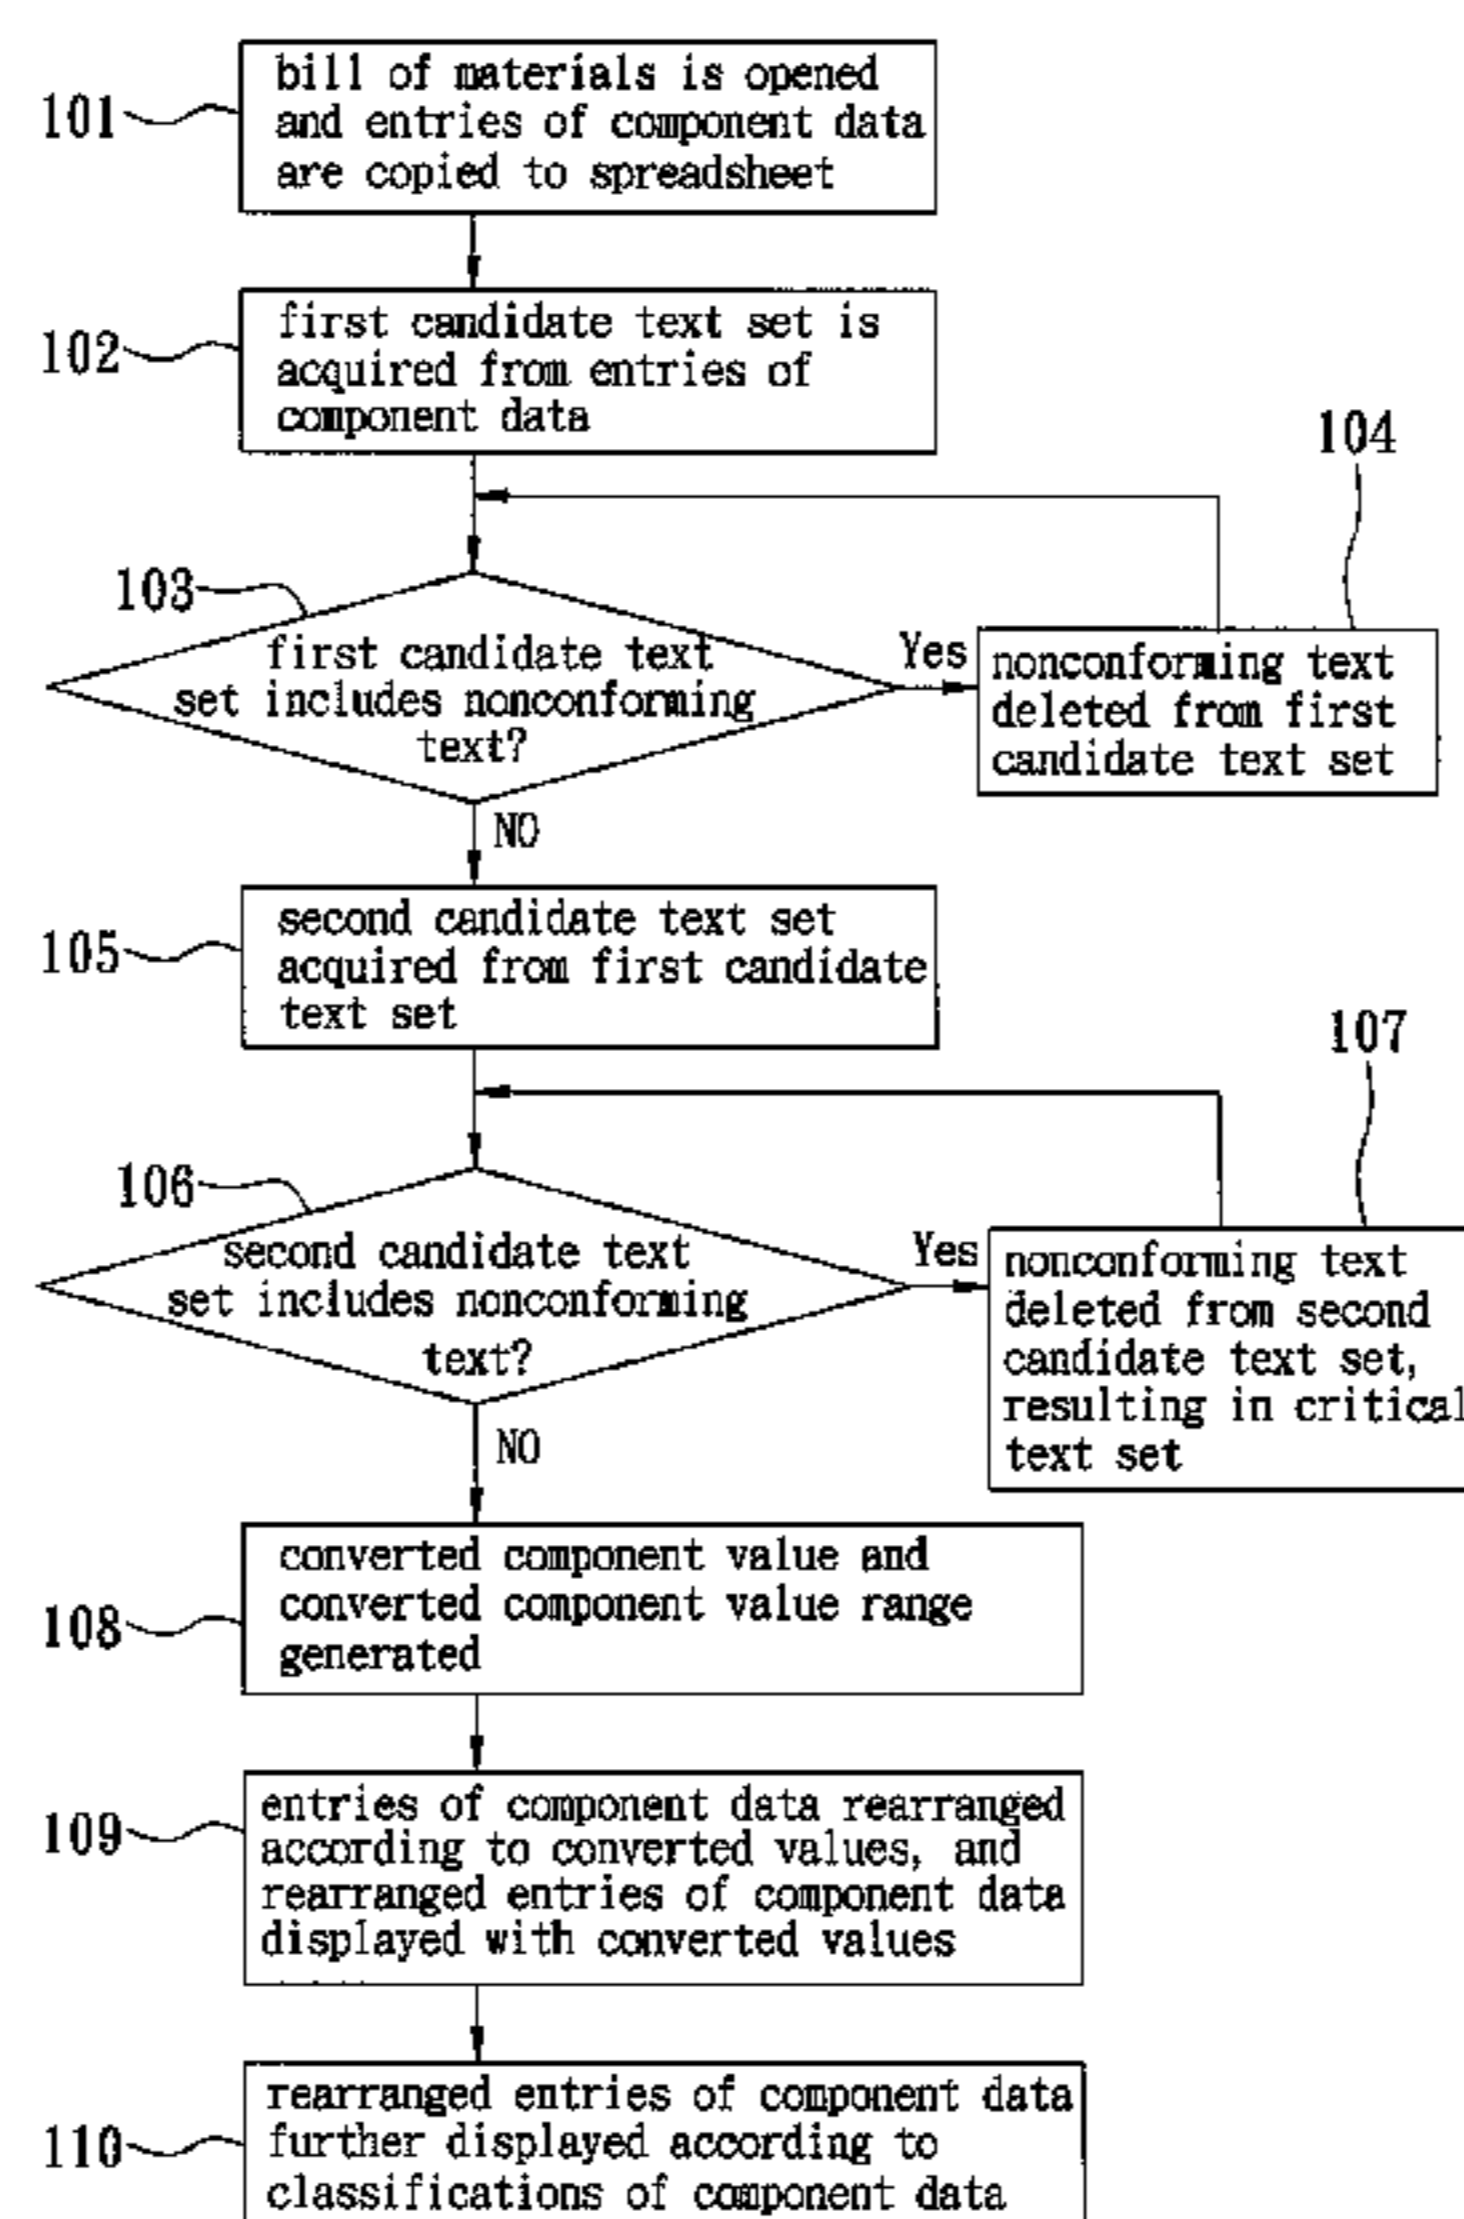 101
bill of materials is opened
and entries of component data
are copied to spreadsheet
102
first candidate text set is
acquired from entries of
component data
103
first candidate text
set includes nonconforming
text?
Yes
104
nonconforming text
deleted from first
candidate text set
NO
105
second candidate text set
acquired from first candidate
text set
106
second candidate text
set includes nonconforming
text?
Yes
107
nonconforming text
deleted from second
candidate text set,
resulting in critical
text set
NO
108
converted component value and
converted component value range
generated
109
entries of component data rearranged
according to converted values, and
rearranged entries of component data
displayed with converted values
110
rearranged entries of component data
further displayed according to
classifications of component data